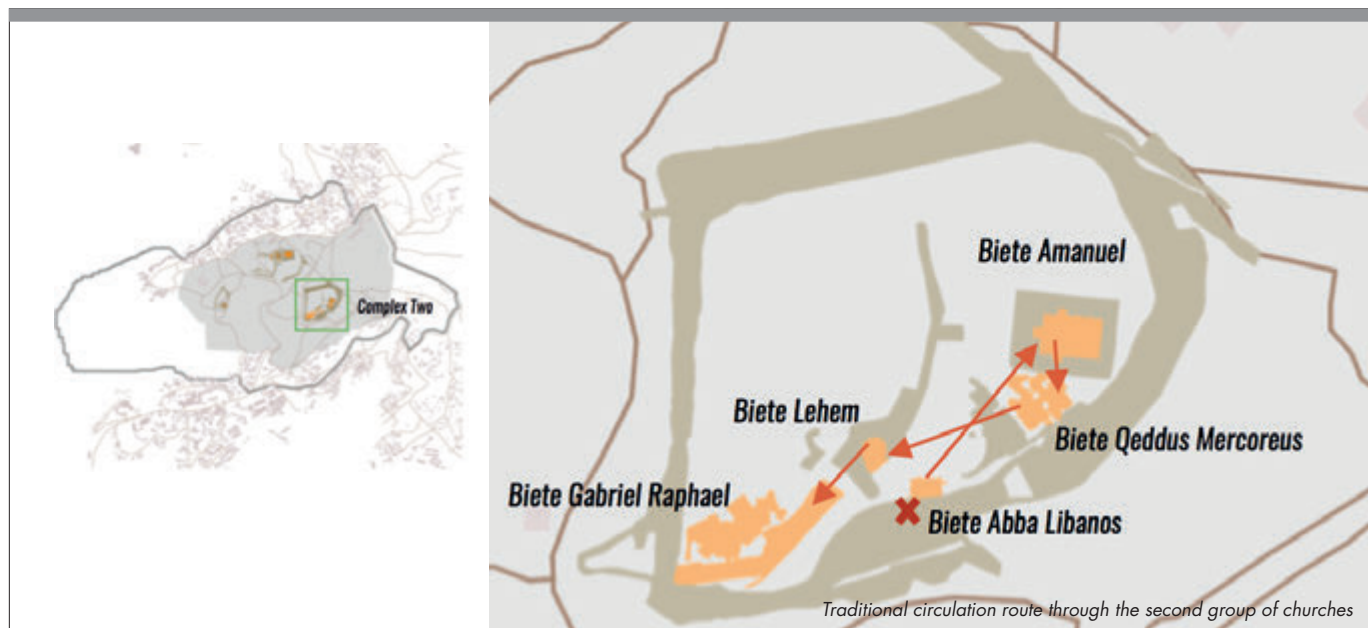 Complex Two
Biete Amanuel
Biete Lehem
Biete Qeddus Mercoreus
Biete Gabriel Raphael
Biete Abba Libanos
Traditional circulation route through the second group of churches